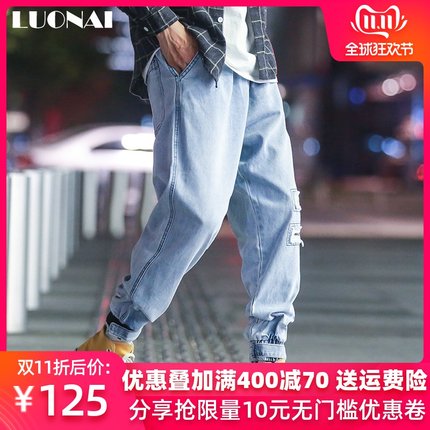 LUONAI
11.11
全球狂欢节
双11折后价:
¥125
优惠叠加满400减70 送运费险
分享抢限量10元无门槛优惠卷